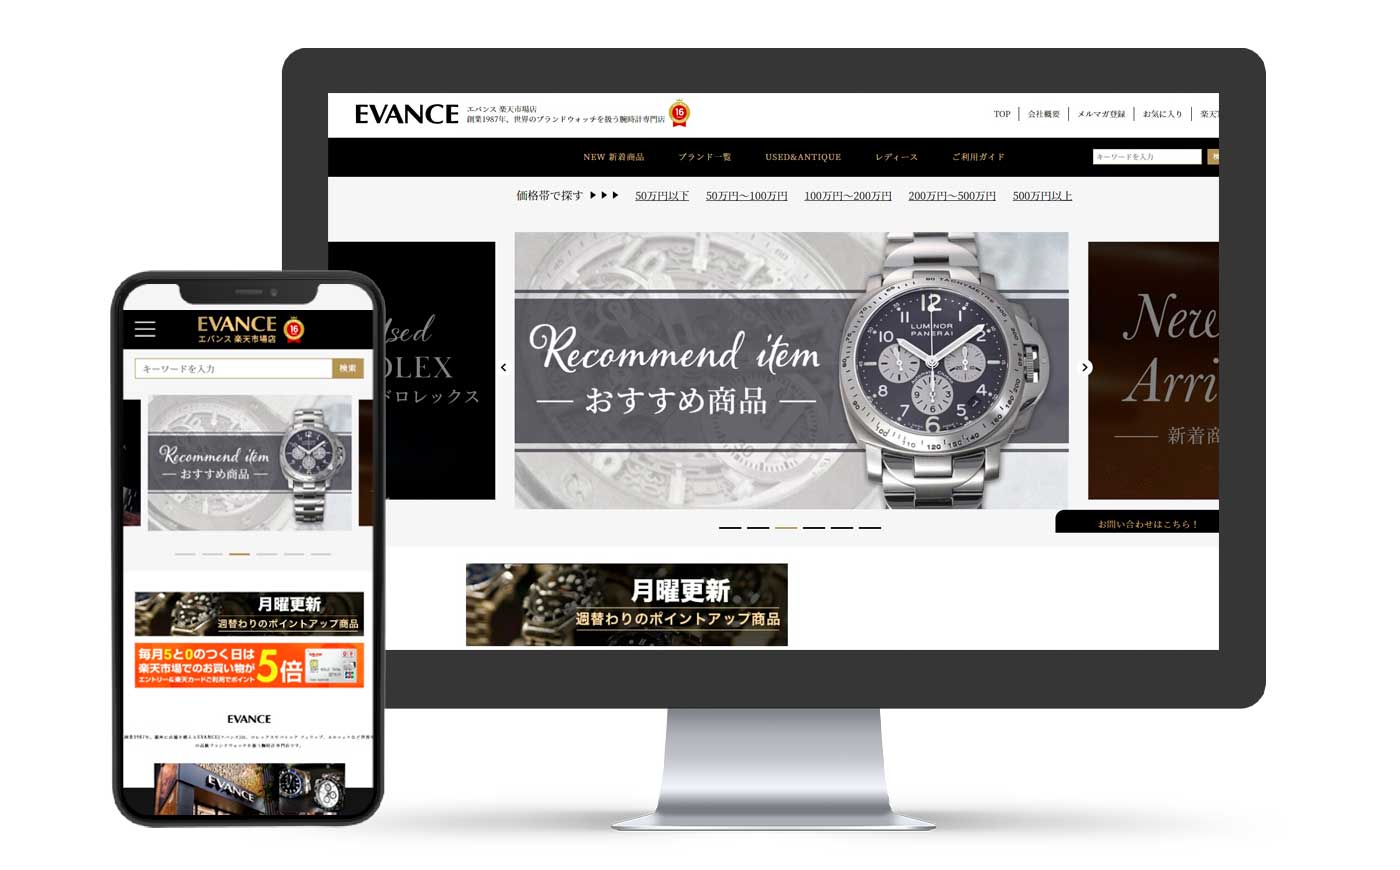 EVANCE
エバンス 楽天市場店
創業1987年、世界のブランドウォッチを扱う腕時計専門店
16
TOP
会社概要
メルマガ登録
お気に入り
楽天
NEW 新着商品
ブランド一覧
USED&ANTIQUE
レディース
ご利用ガイド
キーワードを入力
検
価格帯で探す
50万円以下
50万円〜100万円
100万円〜200万円
200万円〜500万円
500万円以上
Used
OLEX
ドロレックス
Recommend item
おすすめ商品
TACHYMETRE
LUMINOR
PANERAI
New
Arri
新着商
お問い合わせはこちら！
月曜更新
週替わりのポイントアップ商品
EVANCE
エバンス 楽天市場店
16
キーワードを入力
検索
Recommend item
おすすめ商品
月曜更新
週替わりのポイントアップ商品
毎月5と0のつく日は
楽天市場でのお買い物が
エントリー&楽天カードご利用でポイント
5倍
EVANCE
EVANCE